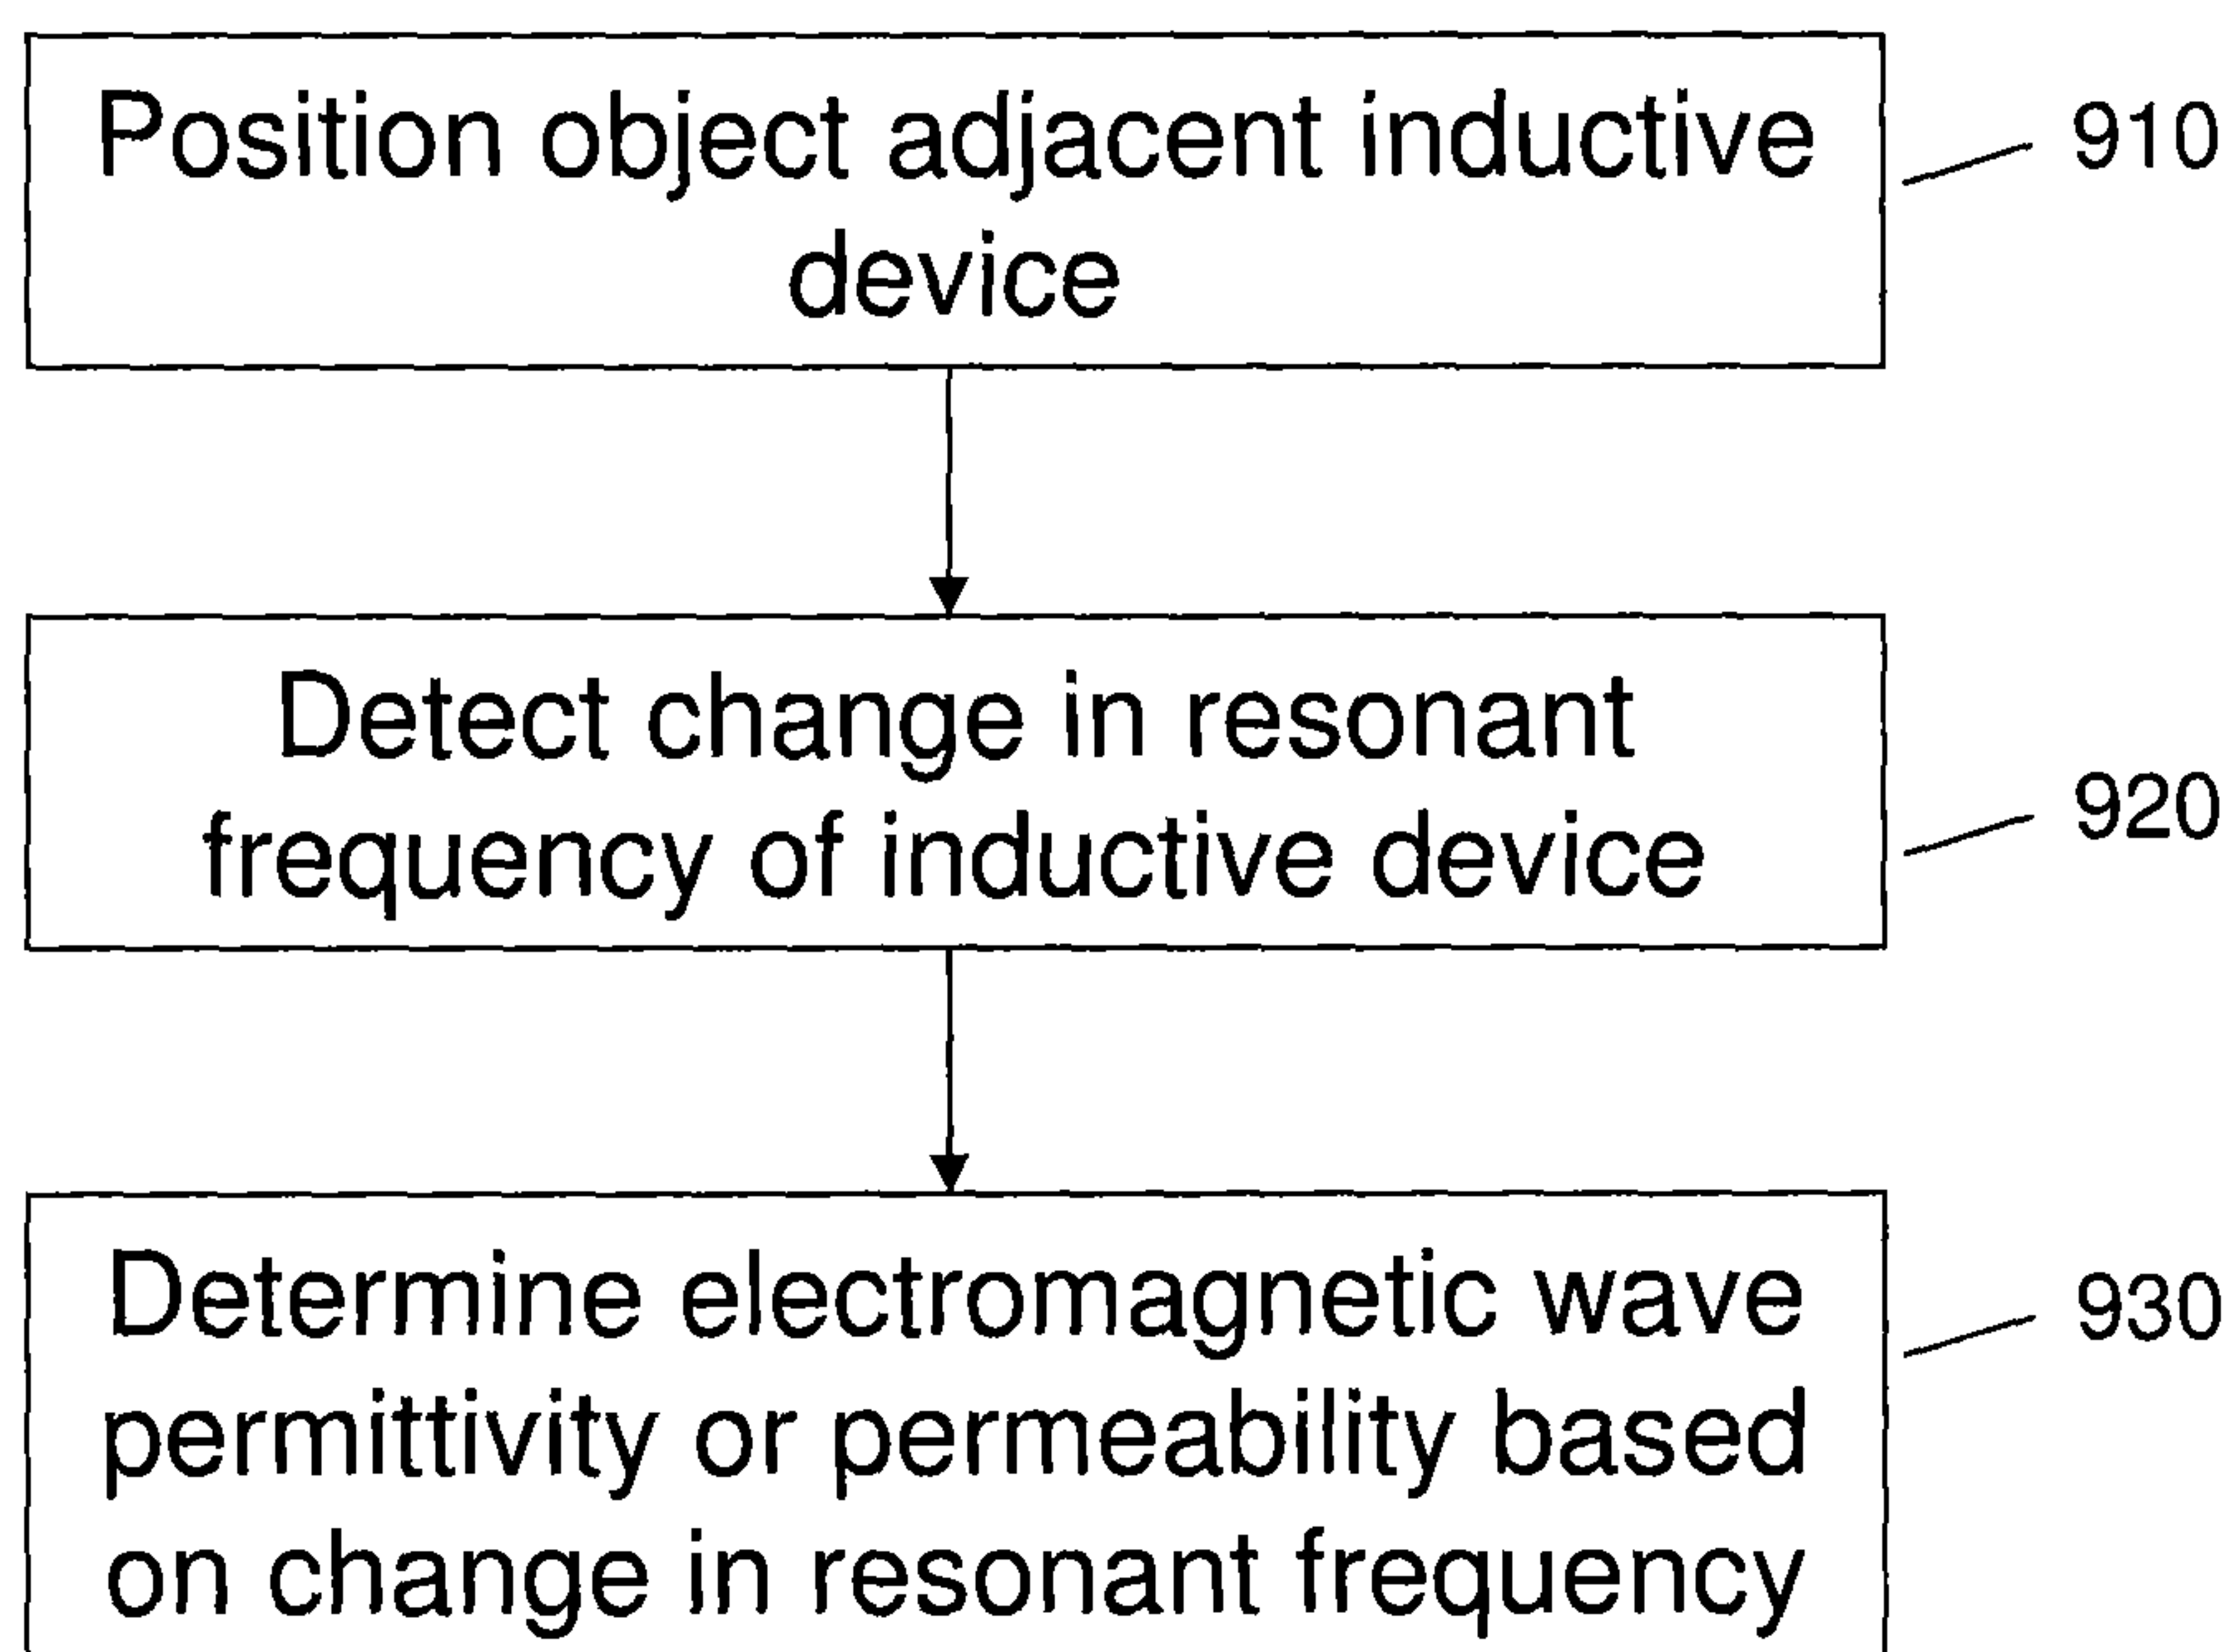 Position object adjacent inductive
device
910
Detect change in resonant
frequency of inductive device
920
Determine electromagnetic wave
permittivity or permeability based
on change in resonant frequency
930